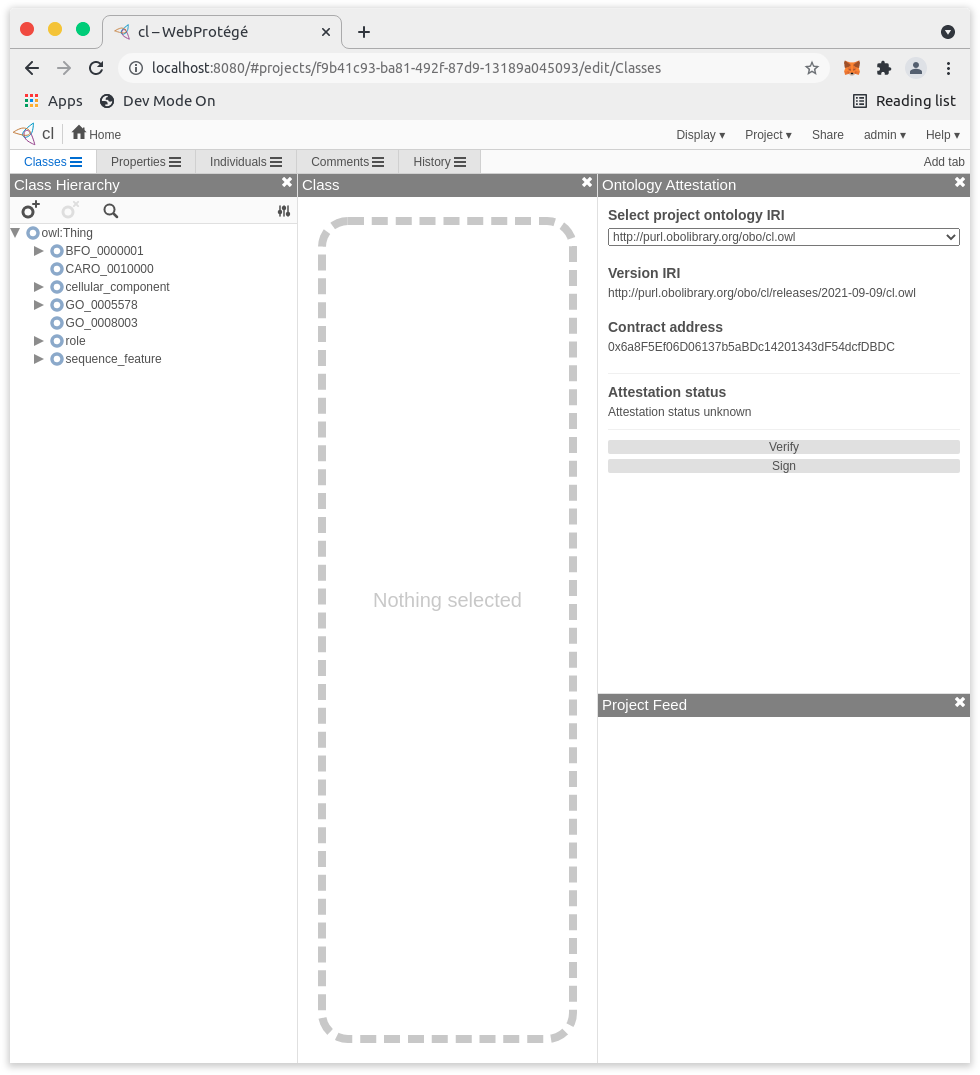 cl – WebProtégé
localhost:8080/#projects/f9b41c93-ba81-492f-87d9-13189a045093/edit/Classes
Apps Dev Mode On Reading list
cl Home Display ▾ Project ▾ Share admin ▾ Help ▾
Classes Properties Individuals Comments History Add tab
Class Hierarchy
owl:Thing
BFO_0000001
CARO_0010000
cellular_component
GO_0005578
GO_0008003
role
sequence_feature
Class
Nothing selected
Ontology Attestation
Select project ontology IRI
http://purl.obolibrary.org/obo/cl.owl
Version IRI
http://purl.obolibrary.org/obo/cl/releases/2021-09-09/cl.owl
Contract address
0x6a8F5Ef06D06137b5aBDc14201343dF54dcfDBDC
Attestation status
Attestation status unknown
Verify
Sign
Project Feed